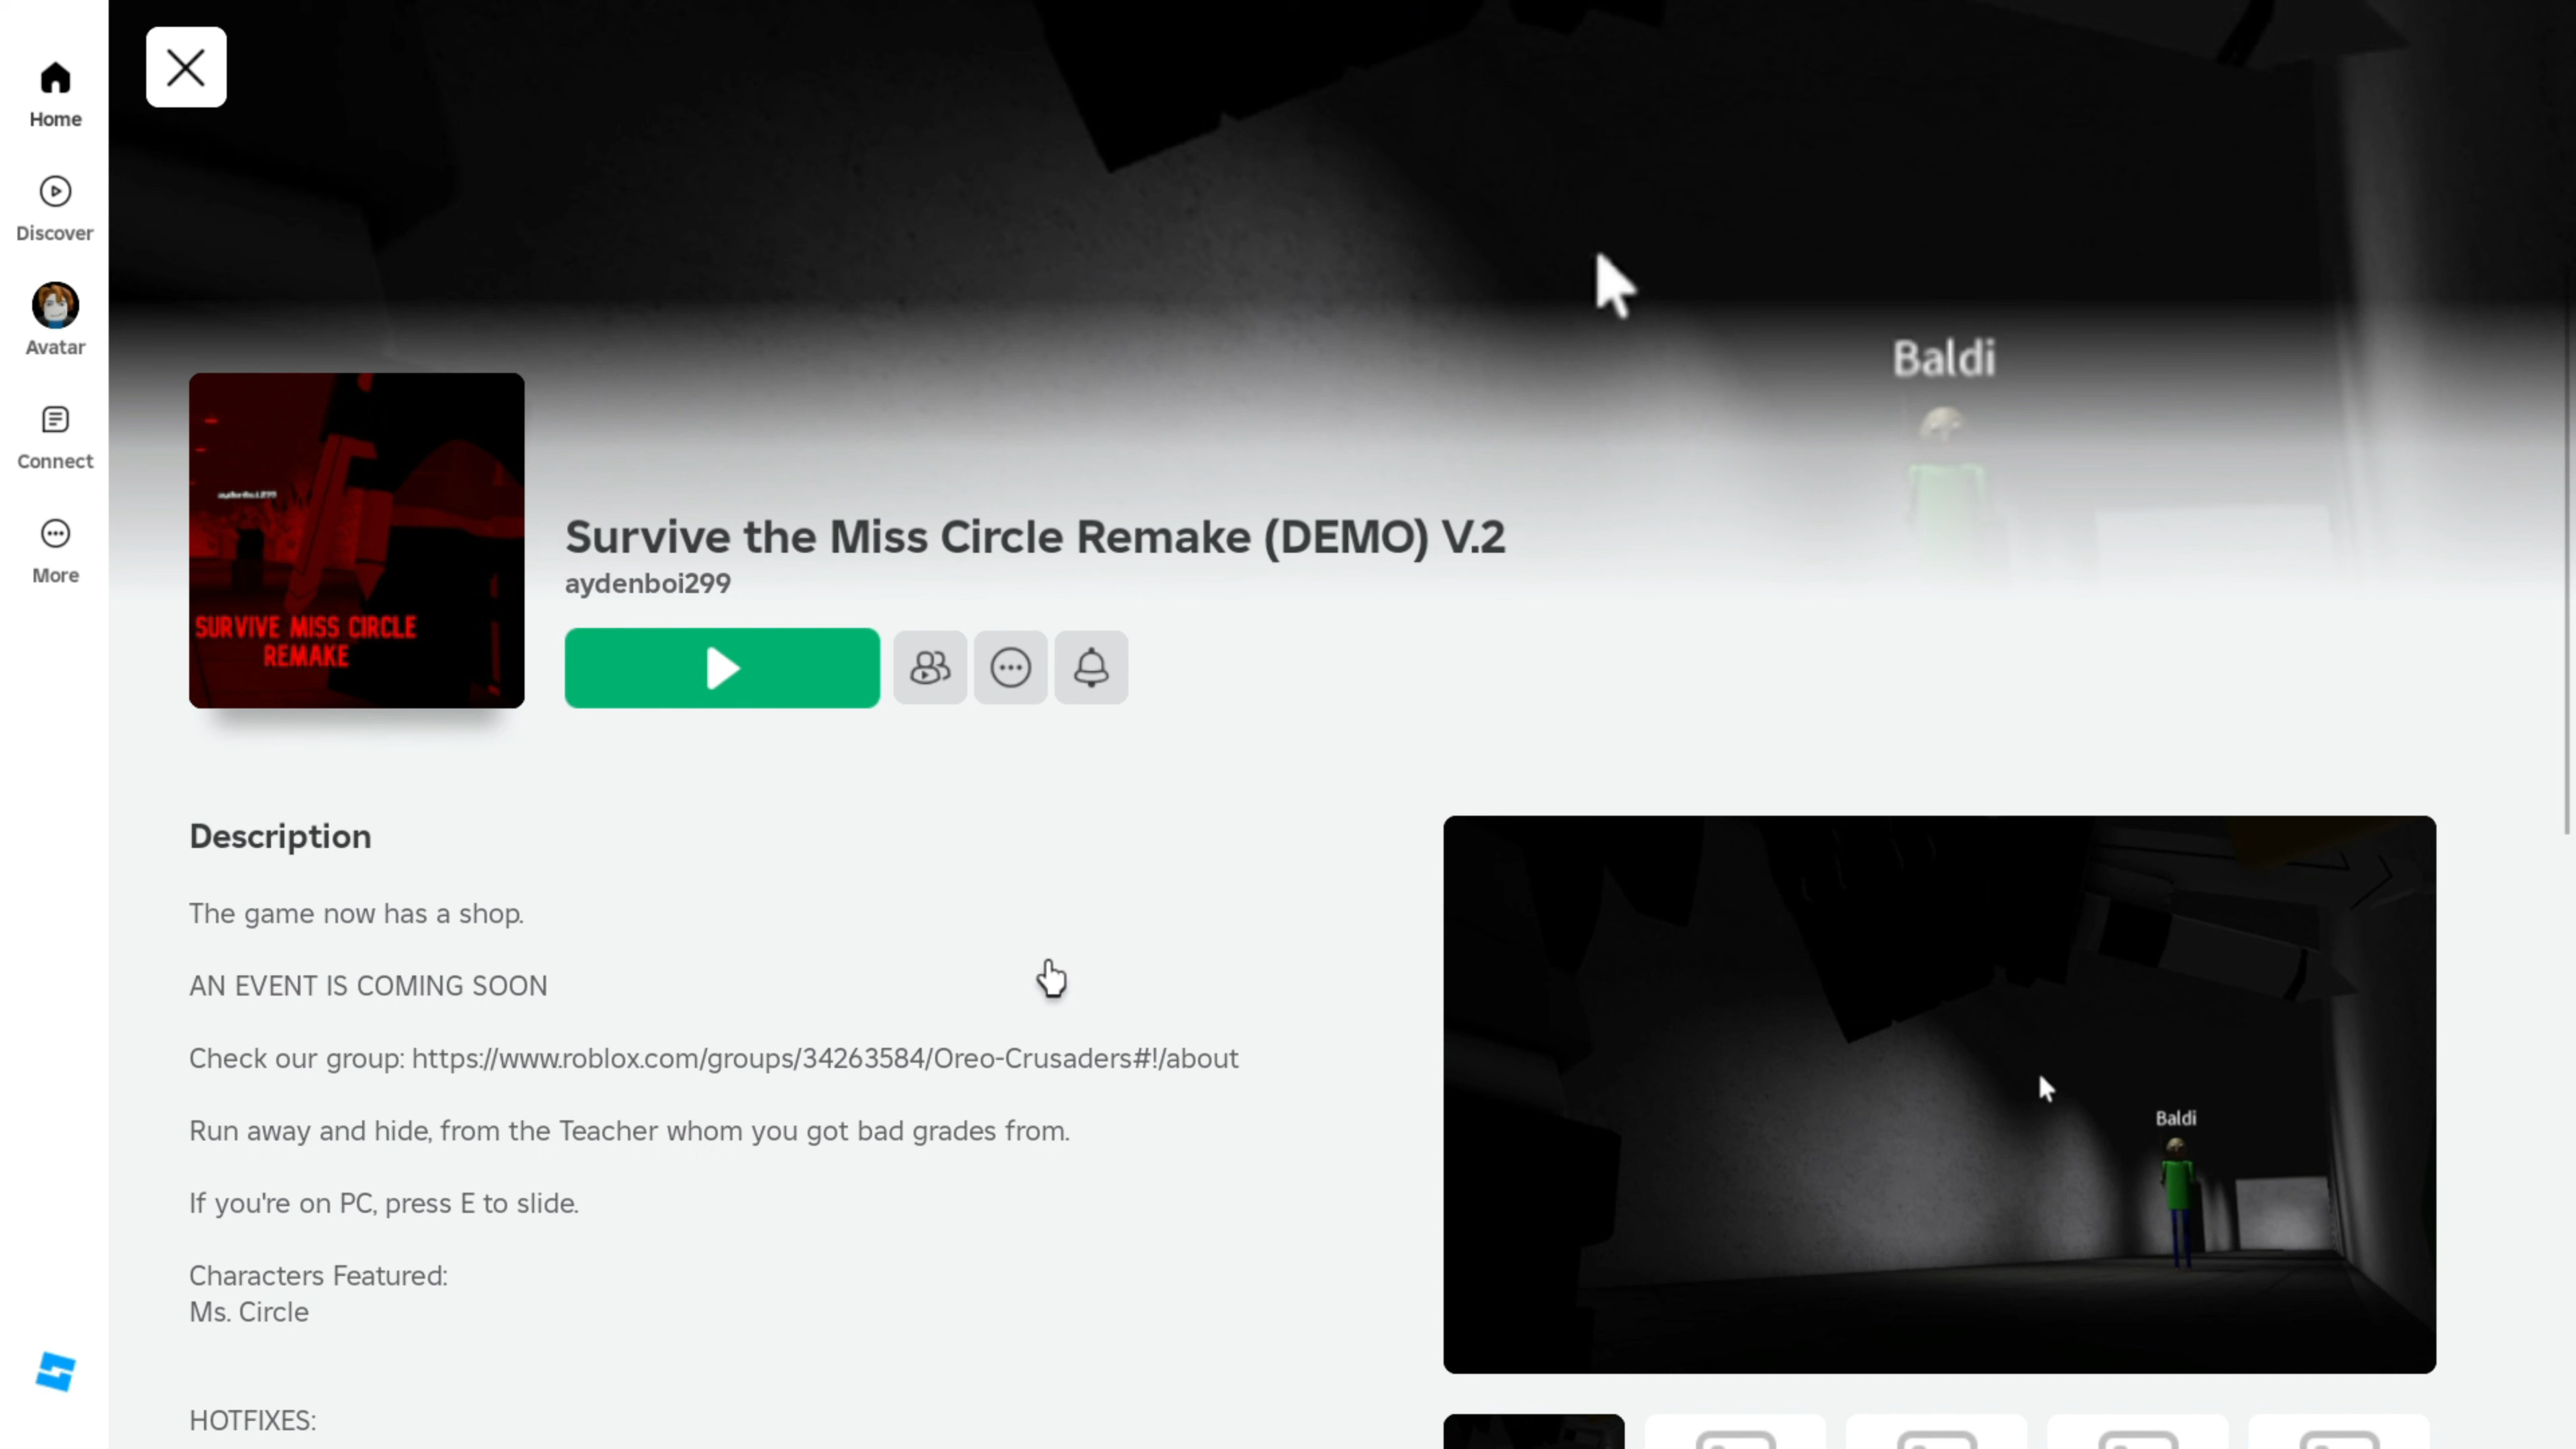 Home
Discover
Avatar
Connect
More
Baldi
aydenboi299
SURVIVE MISS CIRCLE
REMAKE
Survive the Miss Circle Remake (DEMO) V.2
aydenboi299
Description
The game now has a shop.
AN EVENT IS COMING SOON
Check our group: https://www.roblox.com/groups/34263584/Oreo-Crusaders#!/about
Run away and hide, from the Teacher whom you got bad grades from.
If you're on PC, press E to slide.
Characters Featured:
Ms. Circle
HOTFIXES:
Baldi